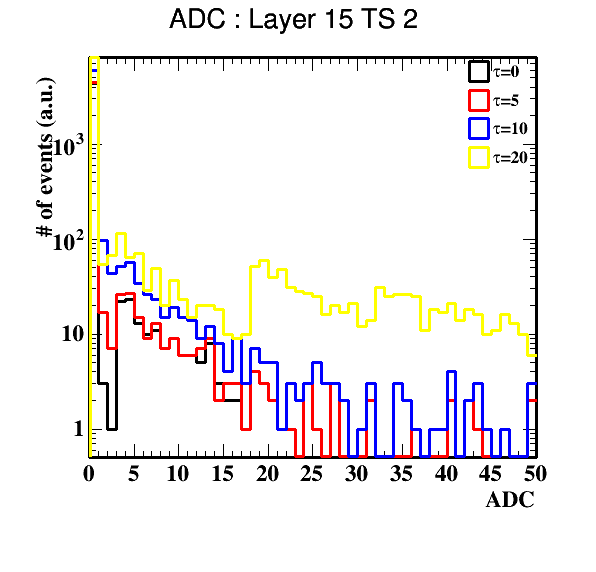 ADC : Layer 15 TS 2
# of events (a.u.)
10³
10²
10
1
τ=0
τ=5
τ=10
τ=20
0 5 10 15 20 25 30 35 40 45 50
ADC